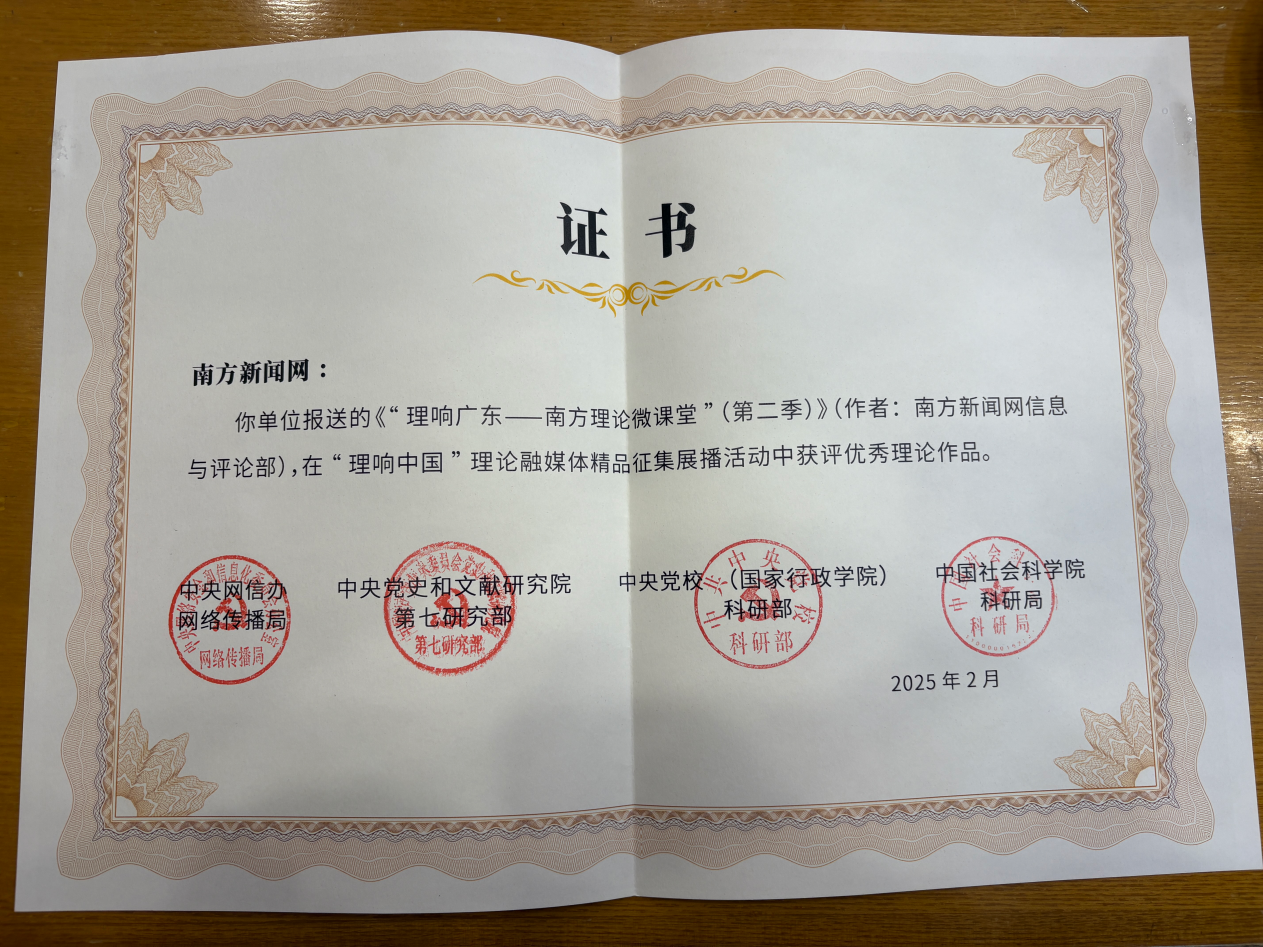 证书
南方新闻网：
你单位报送的《“理响广东——南方理论微课堂”（第二季）》（作者：南方新闻网信息
与评论部），在“理响中国”理论融媒体精品征集展播活动中获评优秀理论作品。
中央网信办
网络传播局
中央党史和文献研究院
第七研究部
中央党校（国家行政学院）
科研部
中国社会科学院
科研局
网络传播局
第七研究部
中共中央党校
科研部
科研局
2025年2月